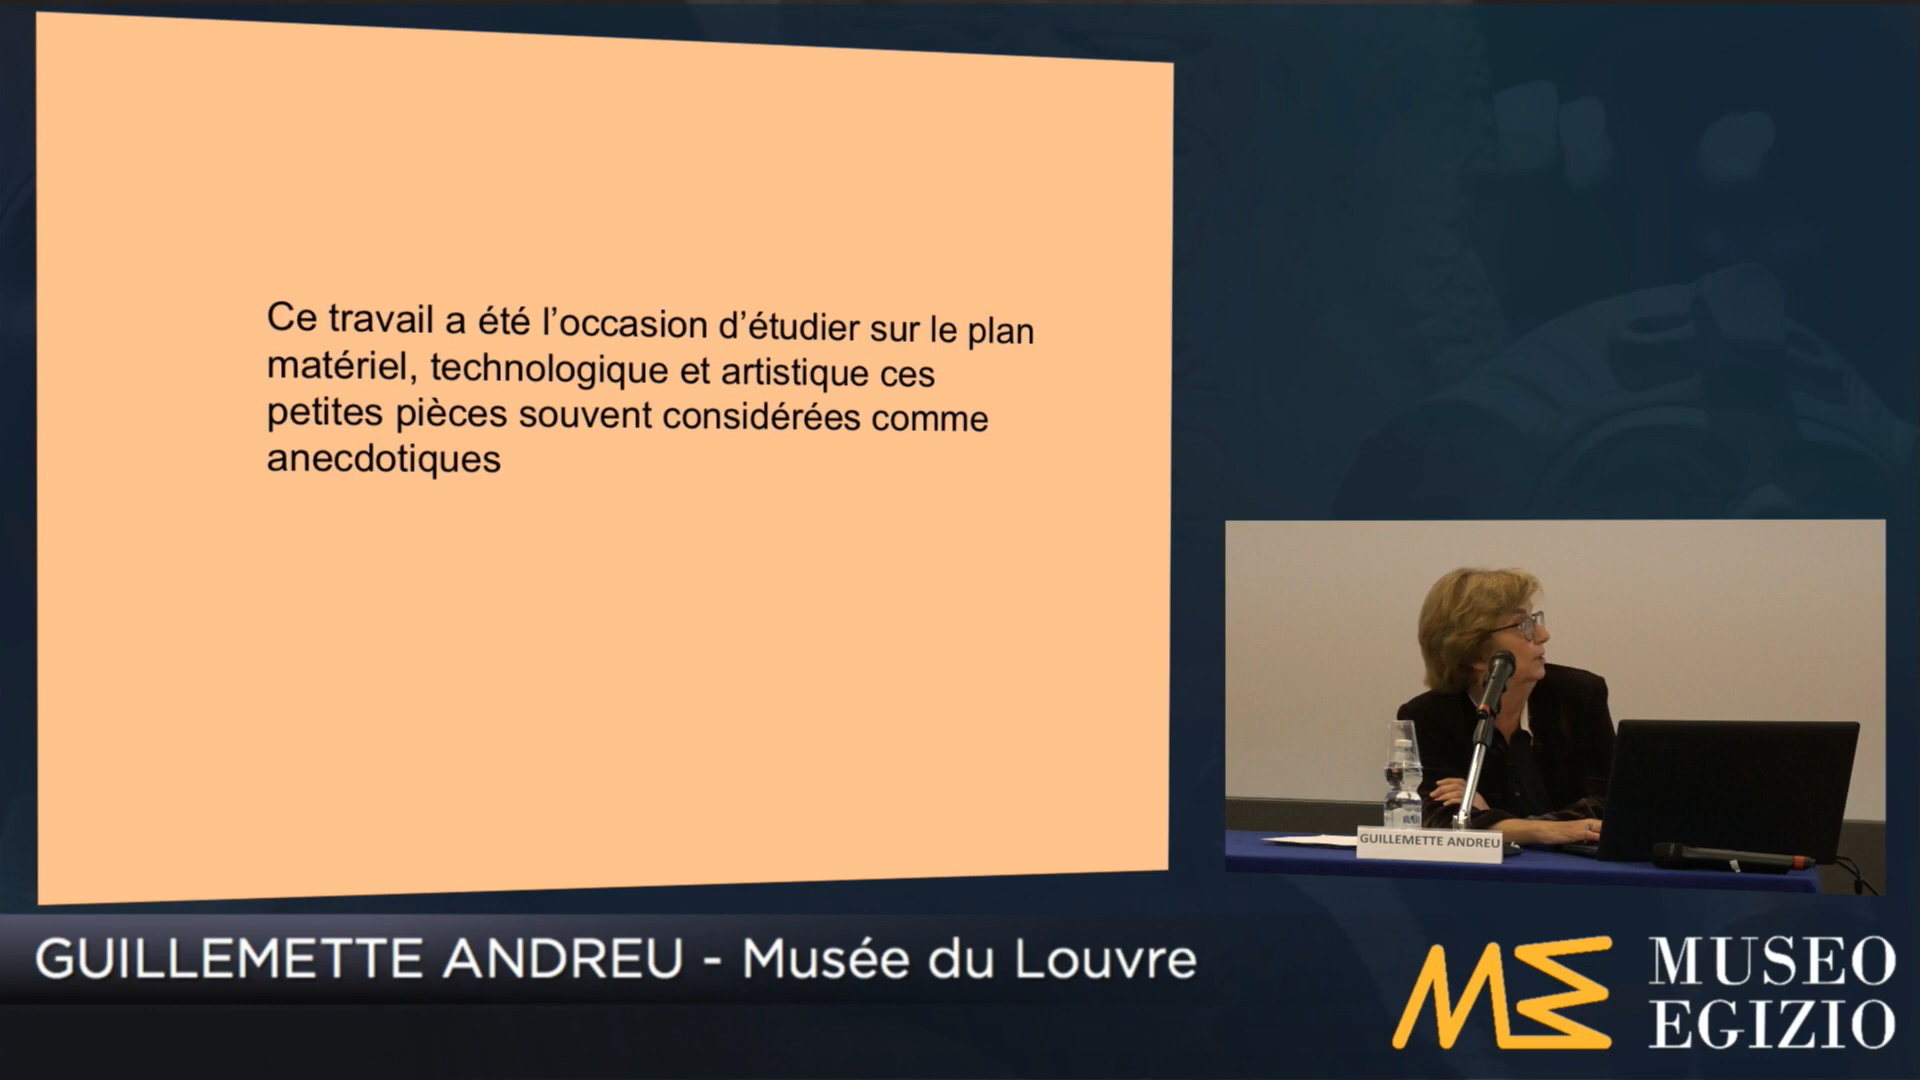 Ce travail a été l’occasion d’étudier sur le plan
matériel, technologique et artistique ces
petites pièces souvent considérées comme
anecdotiques
GUILLEMETTE ANDREU
GUILLEMETTE ANDREU - Musée du Louvre
ME MUSEO
EGIZIO